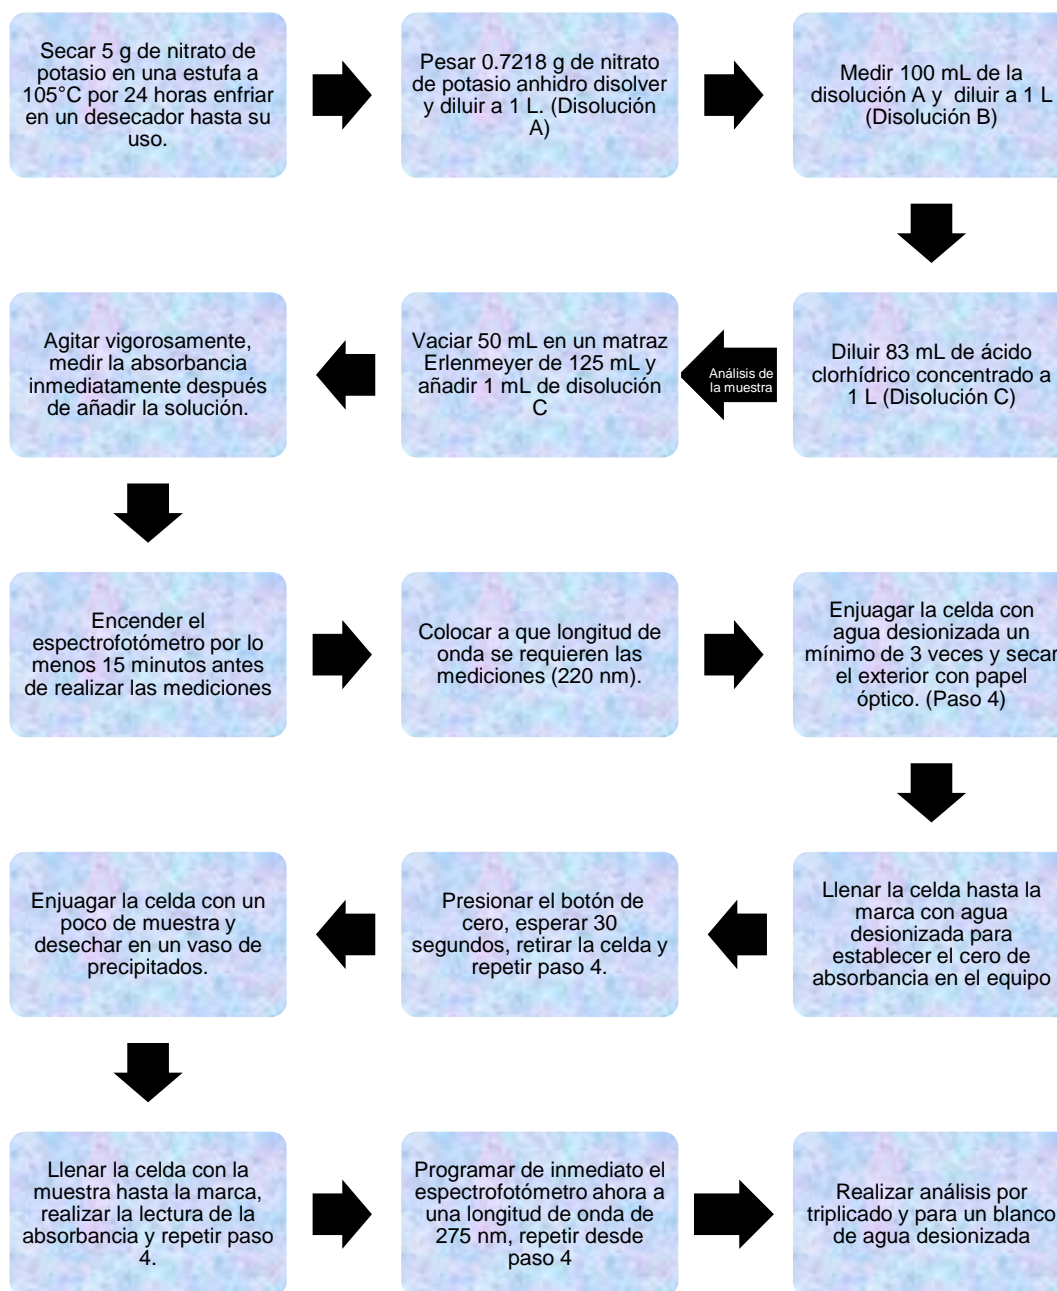 Secar 5 g de nitrato de
potasio en una estufa a
105°C por 24 horas enfriar
en un desecador hasta su
uso.
Pesar 0.7218 g de nitrato
de potasio anhidro disolver
y diluir a 1 L. (Disolución
A)
Medir 100 mL de la
disolución A y diluir a 1 L
(Disolución B)
Diluir 83 mL de ácido
clorhídrico concentrado a
1 L (Disolución C)
Análisis de
la muestra
Vaciar 50 mL en un matraz
Erlenmeyer de 125 mL y
añadir 1 mL de disolución
C
Agitar vigorosamente,
medir la absorbancia
inmediatamente después
de añadir la solución.
Encender el
espectrofotómetro por lo
menos 15 minutos antes
de realizar las mediciones
Colocar a que longitud de
onda se requieren las
mediciones (220 nm).
Enjuagar la celda con
agua desionizada un
mínimo de 3 veces y secar
el exterior con papel
óptico. (Paso 4)
Llenar la celda hasta la
marca con agua
desionizada para
establecer el cero de
absorbancia en el equipo
Presionar el botón de
cero, esperar 30
segundos, retirar la celda y
repetir paso 4.
Enjuagar la celda con un
poco de muestra y
desechar en un vaso de
precipitados.
Llenar la celda con la
muestra hasta la marca,
realizar la lectura de la
absorbancia y repetir paso
4.
Programar de inmediato el
espectrofotómetro ahora a
una longitud de onda de
275 nm, repetir desde
paso 4
Realizar análisis por
triplicado y para un blanco
de agua desionizada